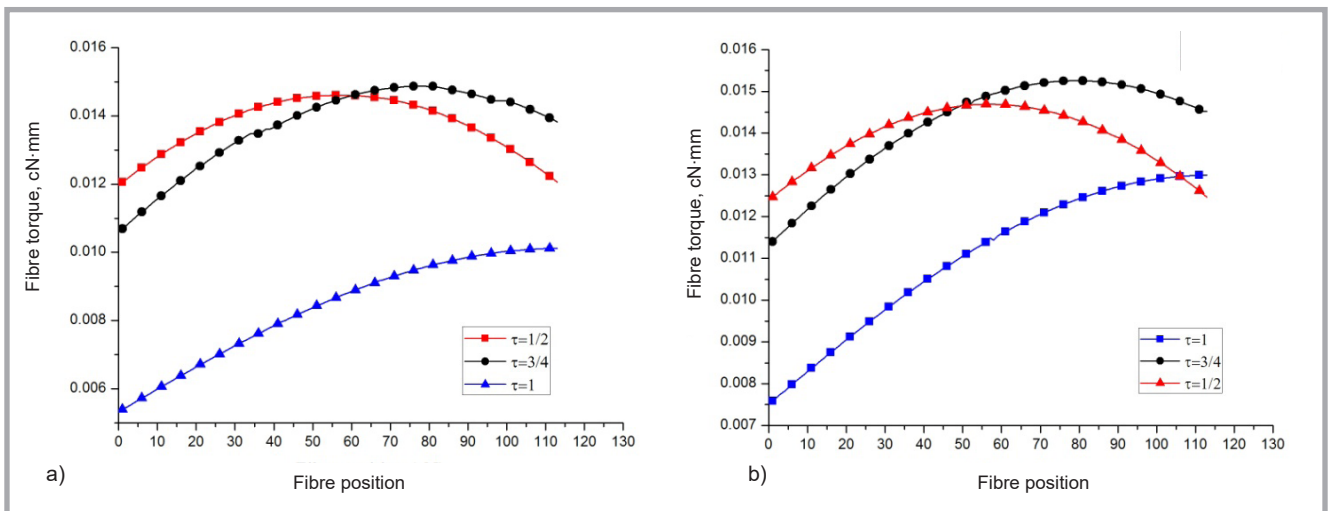 Fibre torque, cN·mm
0.016
0.014
0.012
0.010
0.008
0.006
τ=1/2
τ=3/4
τ=1
0 10 20 30 40 50 60 70 80 90 100 110 120 130
a)
Fibre position
Fibre torque, cN·mm
0.016
0.015
0.014
0.013
0.012
0.011
0.010
0.009
0.008
0.007
τ=1
τ=3/4
τ=1/2
0 10 20 30 40 50 60 70 80 90 100 110 120 130
b)
Fibre position